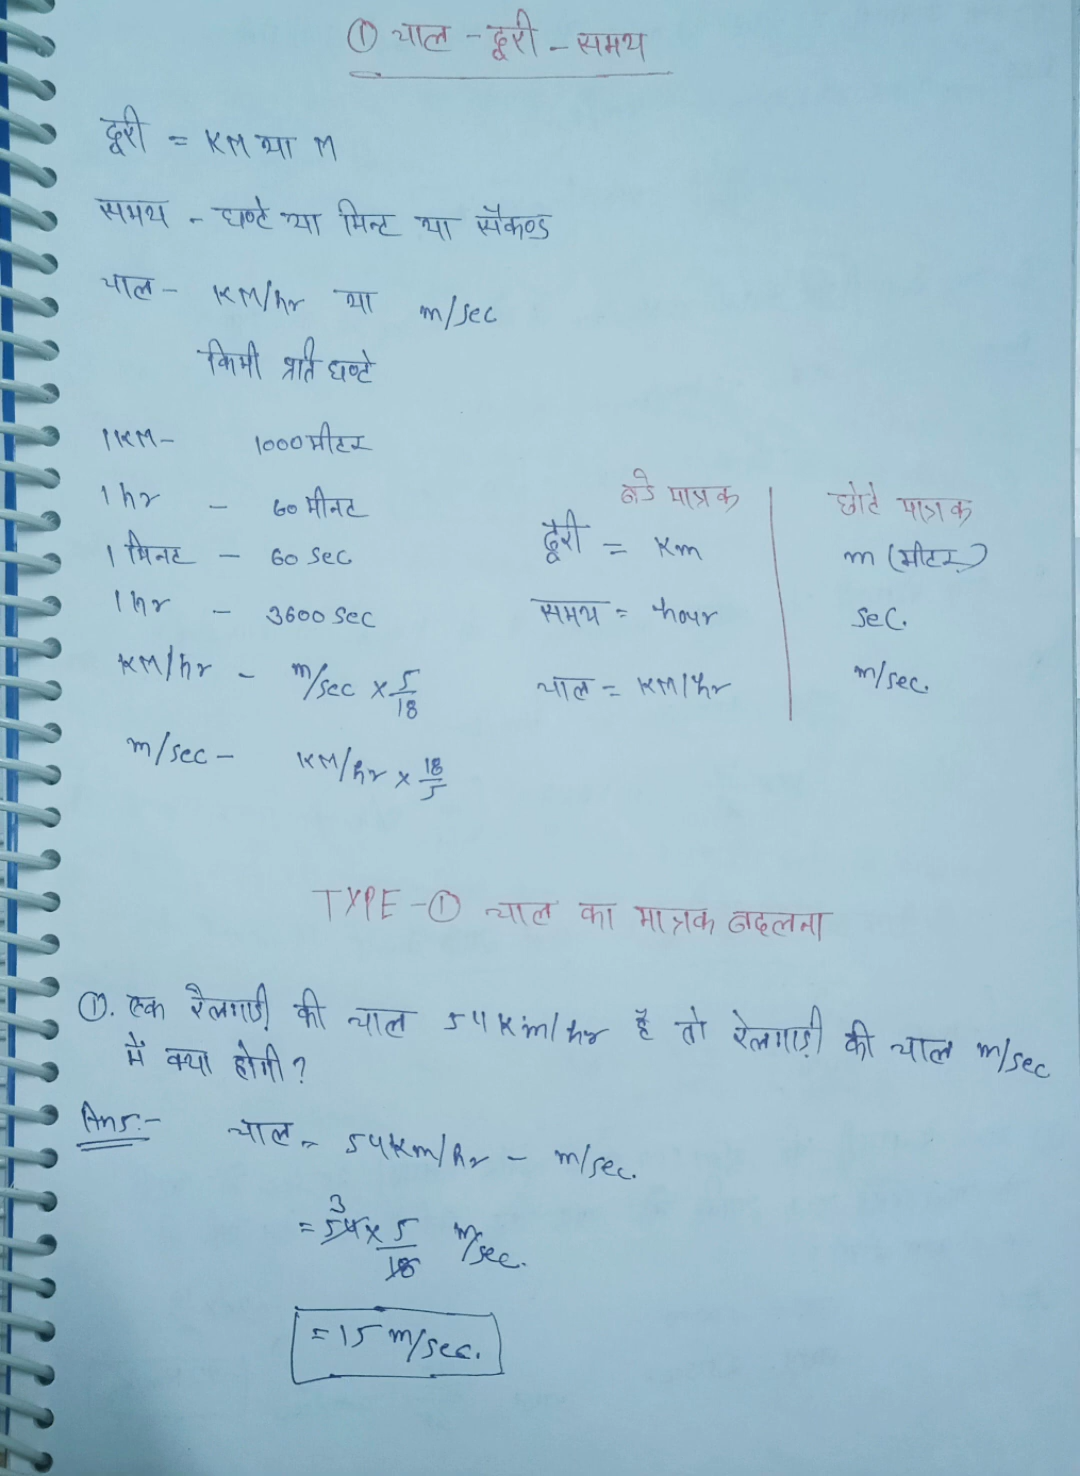 ① चाल - दूरी - समय
दूरी = KM या M
समय - घण्टे या मिन्ट या सैकण्ड
चाल - KM/hr या m/sec
किमी प्रति घण्टे
1KM - 1000 मीटर
1 hr - 60 मीनट
1 मिनट - 60 sec
1 hr - 3600 sec
KM/hr - m/sec × 5/18
m/sec - KM/hr × 18/5
बडे मात्रक | छोटे मात्रक
दूरी = Km | m (मीटर)
समय = hour | sec.
चाल = KM/hr | m/sec.
TYPE - ① चाल का मात्रक बदलना
①. एक रैलगाड़ी की चाल 54 km/hr है तो रेलगाड़ी की चाल m/sec
में क्या होगी?
Ans:- चाल = 54km/hr - m/sec.
3
= 54 × 5/18 m/sec.
= 15 m/sec.